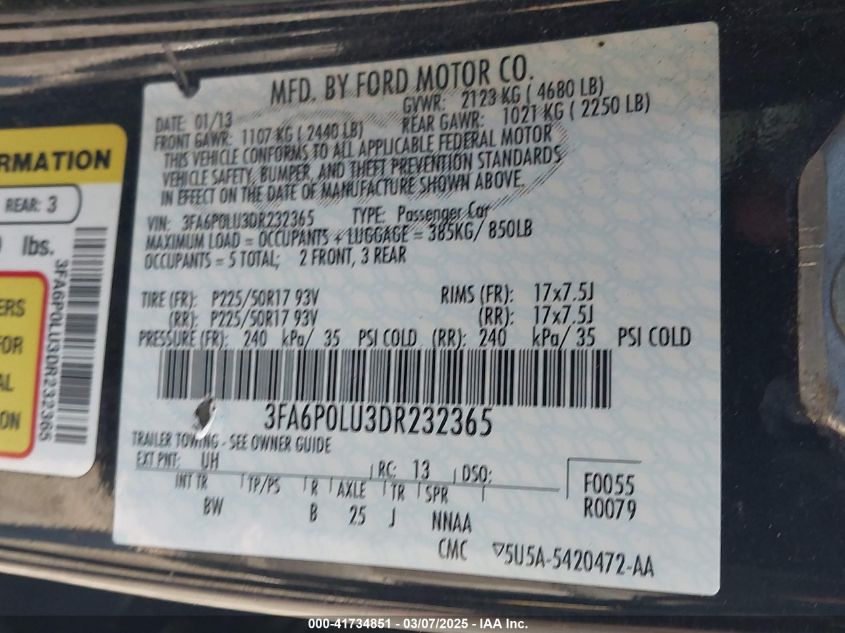 MFD. BY FORD MOTOR CO.
DATE: 01/13 GVWR: 2123 KG ( 4680 LB)
FRONT GAWR: 1107 KG ( 2440 LB) REAR GAWR: 1021 KG ( 2250 LB)
THIS VEHICLE CONFORMS TO ALL APPLICABLE FEDERAL MOTOR
VEHICLE SAFETY, BUMPER, AND THEFT PREVENTION STANDARDS
IN EFFECT ON THE DATE OF MANUFACTURE SHOWN ABOVE.
VIN: 3FA6P0LU3DR232365 TYPE: Passenger Car
MAXIMUM LOAD = OCCUPANTS + LUGGAGE = 385KG/ 850LB
OCCUPANTS = 5 TOTAL; 2 FRONT, 3 REAR
TIRE (FR): P225/50R17 93V RIMS (FR): 17x7.5J
(RR): P225/50R17 93V (RR): 17x7.5J
PRESSURE (FR): 240 kPa/ 35 PSI COLD (RR): 240 kPa/ 35 PSI COLD
3FA6P0LU3DR232365
TRAILER TOWING - SEE OWNER GUIDE
EXT PNT: UH RC: 13 DSO:
INT TR TP/PS R AXLE TR SPR
BW B 25 J NNAA
F0055
R0079
CMC ▽5U5A-5420472-AA
RMATION
REAR: 3
lbs.
ERS
FOR
AL
3FA6P0LU3DR232365
000-41734851 — 03/07/2025 — IAA Inc.